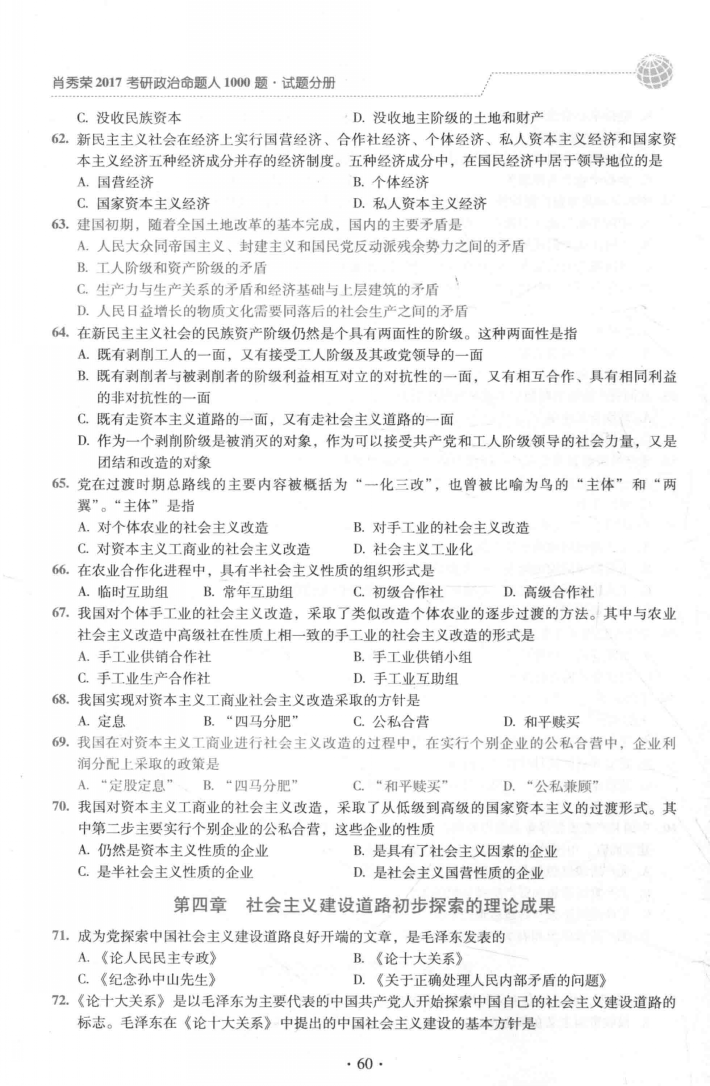 肖秀荣2017考研政治命题人1000题·试题分册
C. 没收民族资本 D. 没收地主阶级的土地和财产
62. 新民主主义社会在经济上实行国营经济、合作社经济、个体经济、私人资本主义经济和国家资
本主义经济五种经济成分并存的经济制度。五种经济成分中，在国民经济中居于领导地位的是
A. 国营经济 B. 个体经济
C. 国家资本主义经济 D. 私人资本主义经济
63. 建国初期，随着全国土地改革的基本完成，国内的主要矛盾是
A. 人民大众同帝国主义、封建主义和国民党反动派残余势力之间的矛盾
B. 工人阶级和资产阶级的矛盾
C. 生产力与生产关系的矛盾和经济基础与上层建筑的矛盾
D. 人民日益增长的物质文化需要同落后的社会生产之间的矛盾
64. 在新民主主义社会的民族资产阶级仍然是个具有两面性的阶级。这种两面性是指
A. 既有剥削工人的一面，又有接受工人阶级及其政党领导的一面
B. 既有剥削者与被剥削者的阶级利益相互对立的对抗性的一面，又有相互合作、具有相同利益
的非对抗性的一面
C. 既有走资本主义道路的一面，又有走社会主义道路的一面
D. 作为一个剥削阶级是被消灭的对象，作为可以接受共产党和工人阶级领导的社会力量，又是
团结和改造的对象
65. 党在过渡时期总路线的主要内容被概括为“一化三改”，也曾被比喻为鸟的“主体”和“两
翼”。“主体”是指
A. 对个体农业的社会主义改造 B. 对手工业的社会主义改造
C. 对资本主义工商业的社会主义改造 D. 社会主义工业化
66. 在农业合作化进程中，具有半社会主义性质的组织形式是
A. 临时互助组 B. 常年互助组 C. 初级合作社 D. 高级合作社
67. 我国对个体手工业的社会主义改造，采取了类似改造个体农业的逐步过渡的方法。其中与农业
社会主义改造中高级社在性质上相一致的手工业的社会主义改造的形式是
A. 手工业供销合作社 B. 手工业供销小组
C. 手工业生产合作社 D. 手工业互助组
68. 我国实现对资本主义工商业社会主义改造采取的方针是
A. 定息 B. “四马分肥” C. 公私合营 D. 和平赎买
69. 我国在对资本主义工商业进行社会主义改造的过程中，在实行个别企业的公私合营中，企业利
润分配上采取的政策是
A. “定股定息” B. “四马分肥” C. “和平赎买” D. “公私兼顾”
70. 我国对资本主义工商业的社会主义改造，采取了从低级到高级的国家资本主义的过渡形式。其
中第二步主要实行个别企业的公私合营，这些企业的性质
A. 仍然是资本主义性质的企业 B. 是具有了社会主义因素的企业
C. 是半社会主义性质的企业 D. 是社会主义国营性质的企业
第四章 社会主义建设道路初步探索的理论成果
71. 成为党探索中国社会主义建设道路良好开端的文章，是毛泽东发表的
A. 《论人民民主专政》 B. 《论十大关系》
C. 《纪念孙中山先生》 D. 《关于正确处理人民内部矛盾的问题》
72. 《论十大关系》是以毛泽东为主要代表的中国共产党人开始探索中国自己的社会主义建设道路的
标志。毛泽东在《论十大关系》中提出的中国社会主义建设的基本方针是
· 60 ·